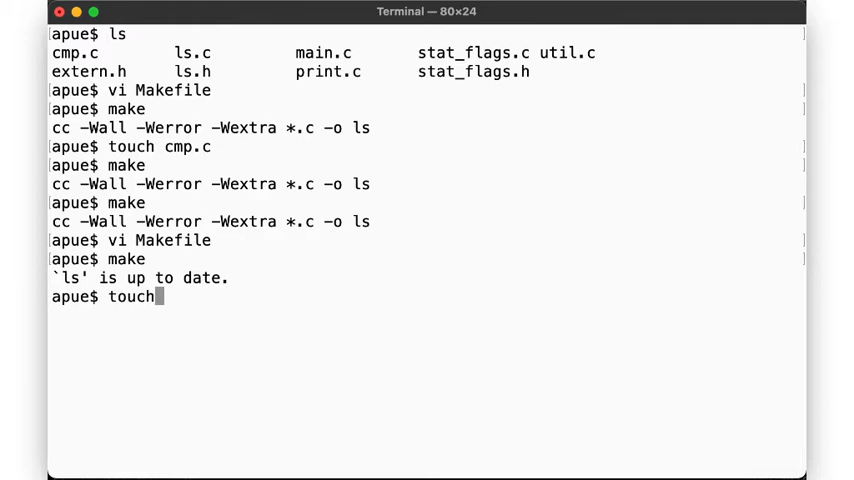 Terminal — 80×24
[apue$ ls ]
cmp.c ls.c main.c stat_flags.c util.c
extern.h ls.h print.c stat_flags.h
[apue$ vi Makefile ]
[apue$ make ]
cc -Wall -Werror -Wextra *.c -o ls
[apue$ touch cmp.c ]
[apue$ make ]
cc -Wall -Werror -Wextra *.c -o ls
[apue$ make ]
cc -Wall -Werror -Wextra *.c -o ls
[apue$ vi Makefile ]
[apue$ make ]
`ls' is up to date.
apue$ touch